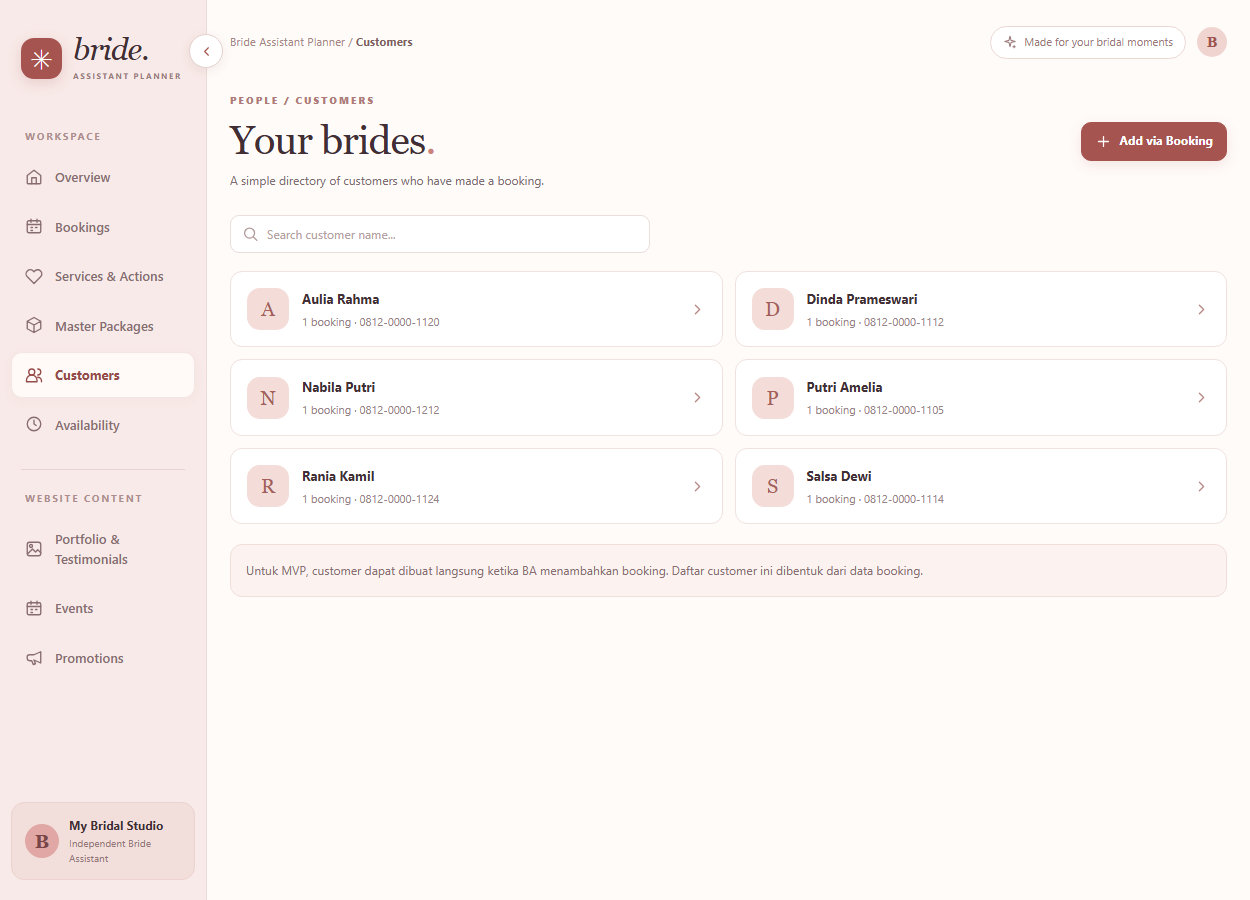 bride.
ASSISTANT PLANNER
WORKSPACE
Overview
Bookings
Services & Actions
Master Packages
Customers
Availability
WEBSITE CONTENT
Portfolio &
Testimonials
Events
Promotions
B
My Bridal Studio
Independent Bride
Assistant
Bride Assistant Planner / Customers
Made for your bridal moments
B
PEOPLE / CUSTOMERS
Your brides.
A simple directory of customers who have made a booking.
Add via Booking
Search customer name...
A
Aulia Rahma
1 booking · 0812-0000-1120
D
Dinda Prameswari
1 booking · 0812-0000-1112
N
Nabila Putri
1 booking · 0812-0000-1212
P
Putri Amelia
1 booking · 0812-0000-1105
R
Rania Kamil
1 booking · 0812-0000-1124
S
Salsa Dewi
1 booking · 0812-0000-1114
Untuk MVP, customer dapat dibuat langsung ketika BA menambahkan booking. Daftar customer ini dibentuk dari data booking.